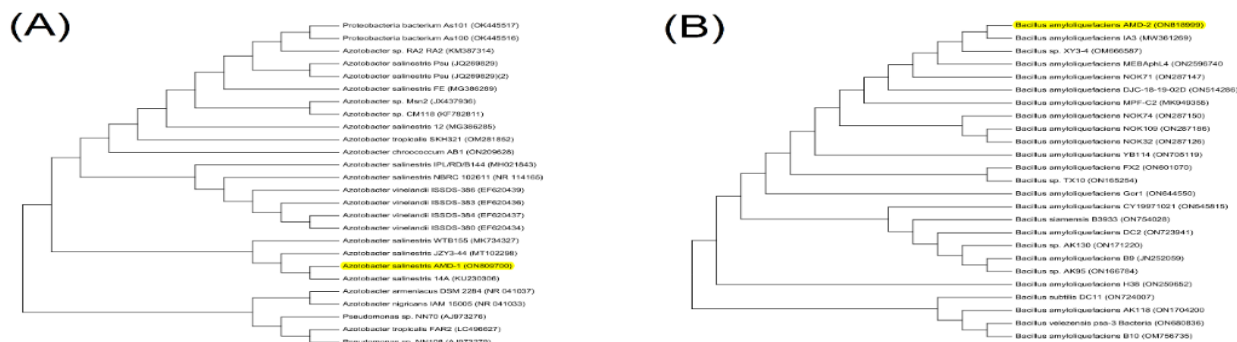 (A)
Proteobacteria bacterium As101 (OK445517)
Proteobacteria bacterium As100 (OK445516)
Azotobacter sp. RA2 RA2 (KM387314)
Azotobacter salinestris Psu (JQ289829)
Azotobacter salinestris Psu (JQ289829)(2)
Azotobacter salinestris FE (MG386289)
Azotobacter sp. Msn2 (JX437936)
Azotobacter sp. CM118 (KF782811)
Azotobacter salinestris 12 (MG386285)
Azotobacter tropicalis SKH321 (OM281852)
Azotobacter chroococcum AB1 (ON209628)
Azotobacter salinestris IPL/RD/B144 (MH021843)
Azotobacter salinestris NBRC 102611 (NR 114165)
Azotobacter vinelandii ISSDS-386 (EF620439)
Azotobacter vinelandii ISSDS-383 (EF620436)
Azotobacter vinelandii ISSDS-384 (EF620437)
Azotobacter vinelandii ISSDS-380 (EF620434)
Azotobacter salinestris WTB155 (MK734327)
Azotobacter salinestris JZY3-44 (MT102298)
Azotobacter salinestris AMD-1 (ON809700)
Azotobacter salinestris 14A (KU230306)
Azotobacter armeniacus DSM 2284 (NR 041037)
Azotobacter nigricans IAM 15005 (NR 041033)
Pseudomonas sp. NN70 (AJ973276)
Azotobacter tropicalis FAR2 (LC496627)
(B)
Bacillus amyloliquefaciens AMD-2 (ON818999)
Bacillus amyloliquefaciens IA3 (MW361269)
Bacillus sp. XY3-4 (OM666587)
Bacillus amyloliquefaciens MEBAphL4 (ON2596740
Bacillus amyloliquefaciens NOK71 (ON287147)
Bacillus amyloliquefaciens DJC-18-19-02D (ON514286)
Bacillus amyloliquefaciens MPF-C2 (MK949356)
Bacillus amyloliquefaciens NOK74 (ON287150)
Bacillus amyloliquefaciens NOK109 (ON287186)
Bacillus amyloliquefaciens NOK32 (ON287126)
Bacillus amyloliquefaciens YB114 (ON705119)
Bacillus amyloliquefaciens FX2 (ON601070)
Bacillus sp. TX10 (ON165254)
Bacillus amyloliquefaciens Gor1 (ON644550)
Bacillus amyloliquefaciens CY19971021 (ON545815)
Bacillus siamensis B3933 (ON754028)
Bacillus amyloliquefaciens DC2 (ON723941)
Bacillus sp. AK130 (ON171220)
Bacillus amyloliquefaciens B9 (JN252059)
Bacillus sp. AK95 (ON166784)
Bacillus amyloliquefaciens H38 (ON259652)
Bacillus subtilis DC11 (ON724007)
Bacillus amyloliquefaciens AK118 (ON1704200
Bacillus velezensis psa-3 Bacteria (ON680836)
Bacillus amyloliquefaciens B10 (OM756735)